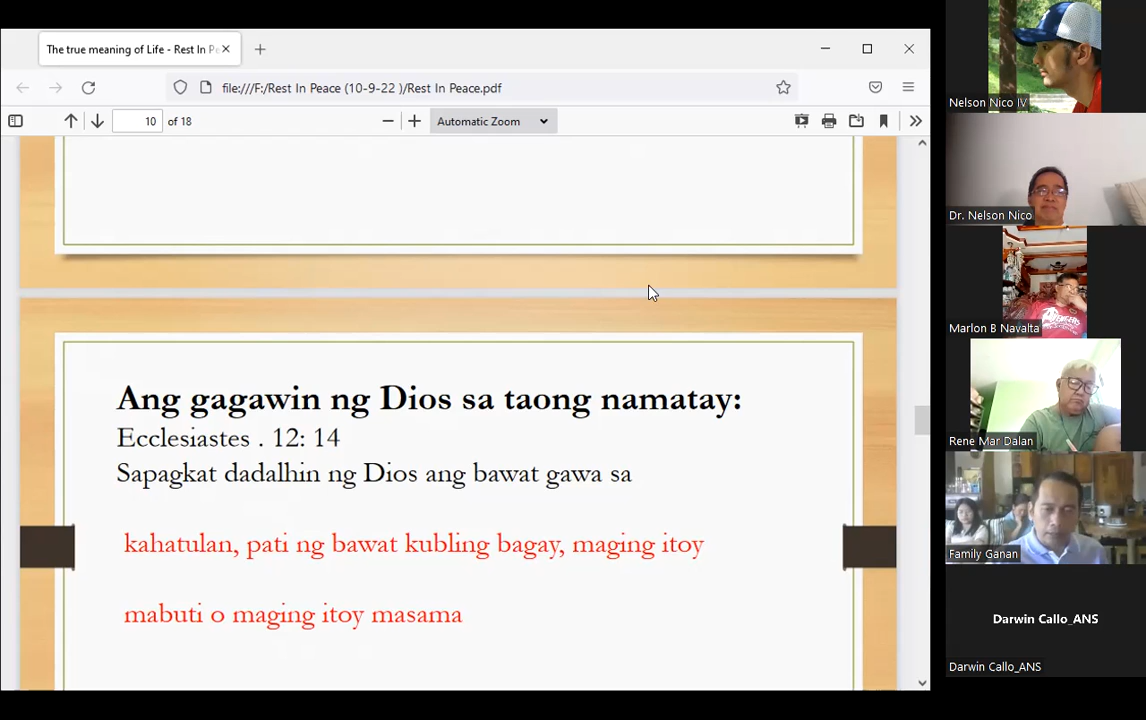 The true meaning of Life - Rest In P
file:///F:/Rest In Peace (10-9-22 )/Rest In Peace.pdf
10 of 18
Automatic Zoom
Ang gagawin ng Dios sa taong namatay:
Ecclesiastes . 12: 14
Sapagkat dadalhin ng Dios ang bawat gawa sa
kahatulan, pati ng bawat kubling bagay, maging itoy
mabuti o maging itoy masama
Nelson Nico IV
Dr. Nelson Nico
Marlon B Navalta
Rene Mar Dalan
Family Ganan
Darwin Callo_ANS
Darwin Callo_ANS